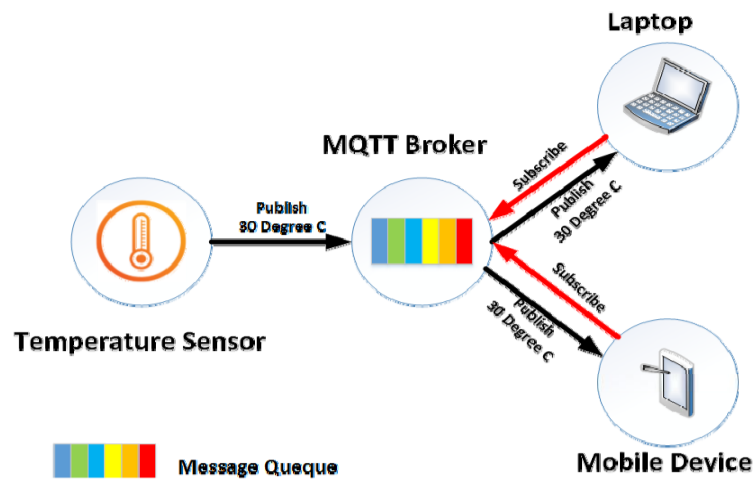 Laptop
MQTT Broker
Subscribe
Publish
30 Degree C
Publish
30 Degree C
Subscribe
Publish
30 Degree C
Temperature Sensor
Mobile Device
Message Queque